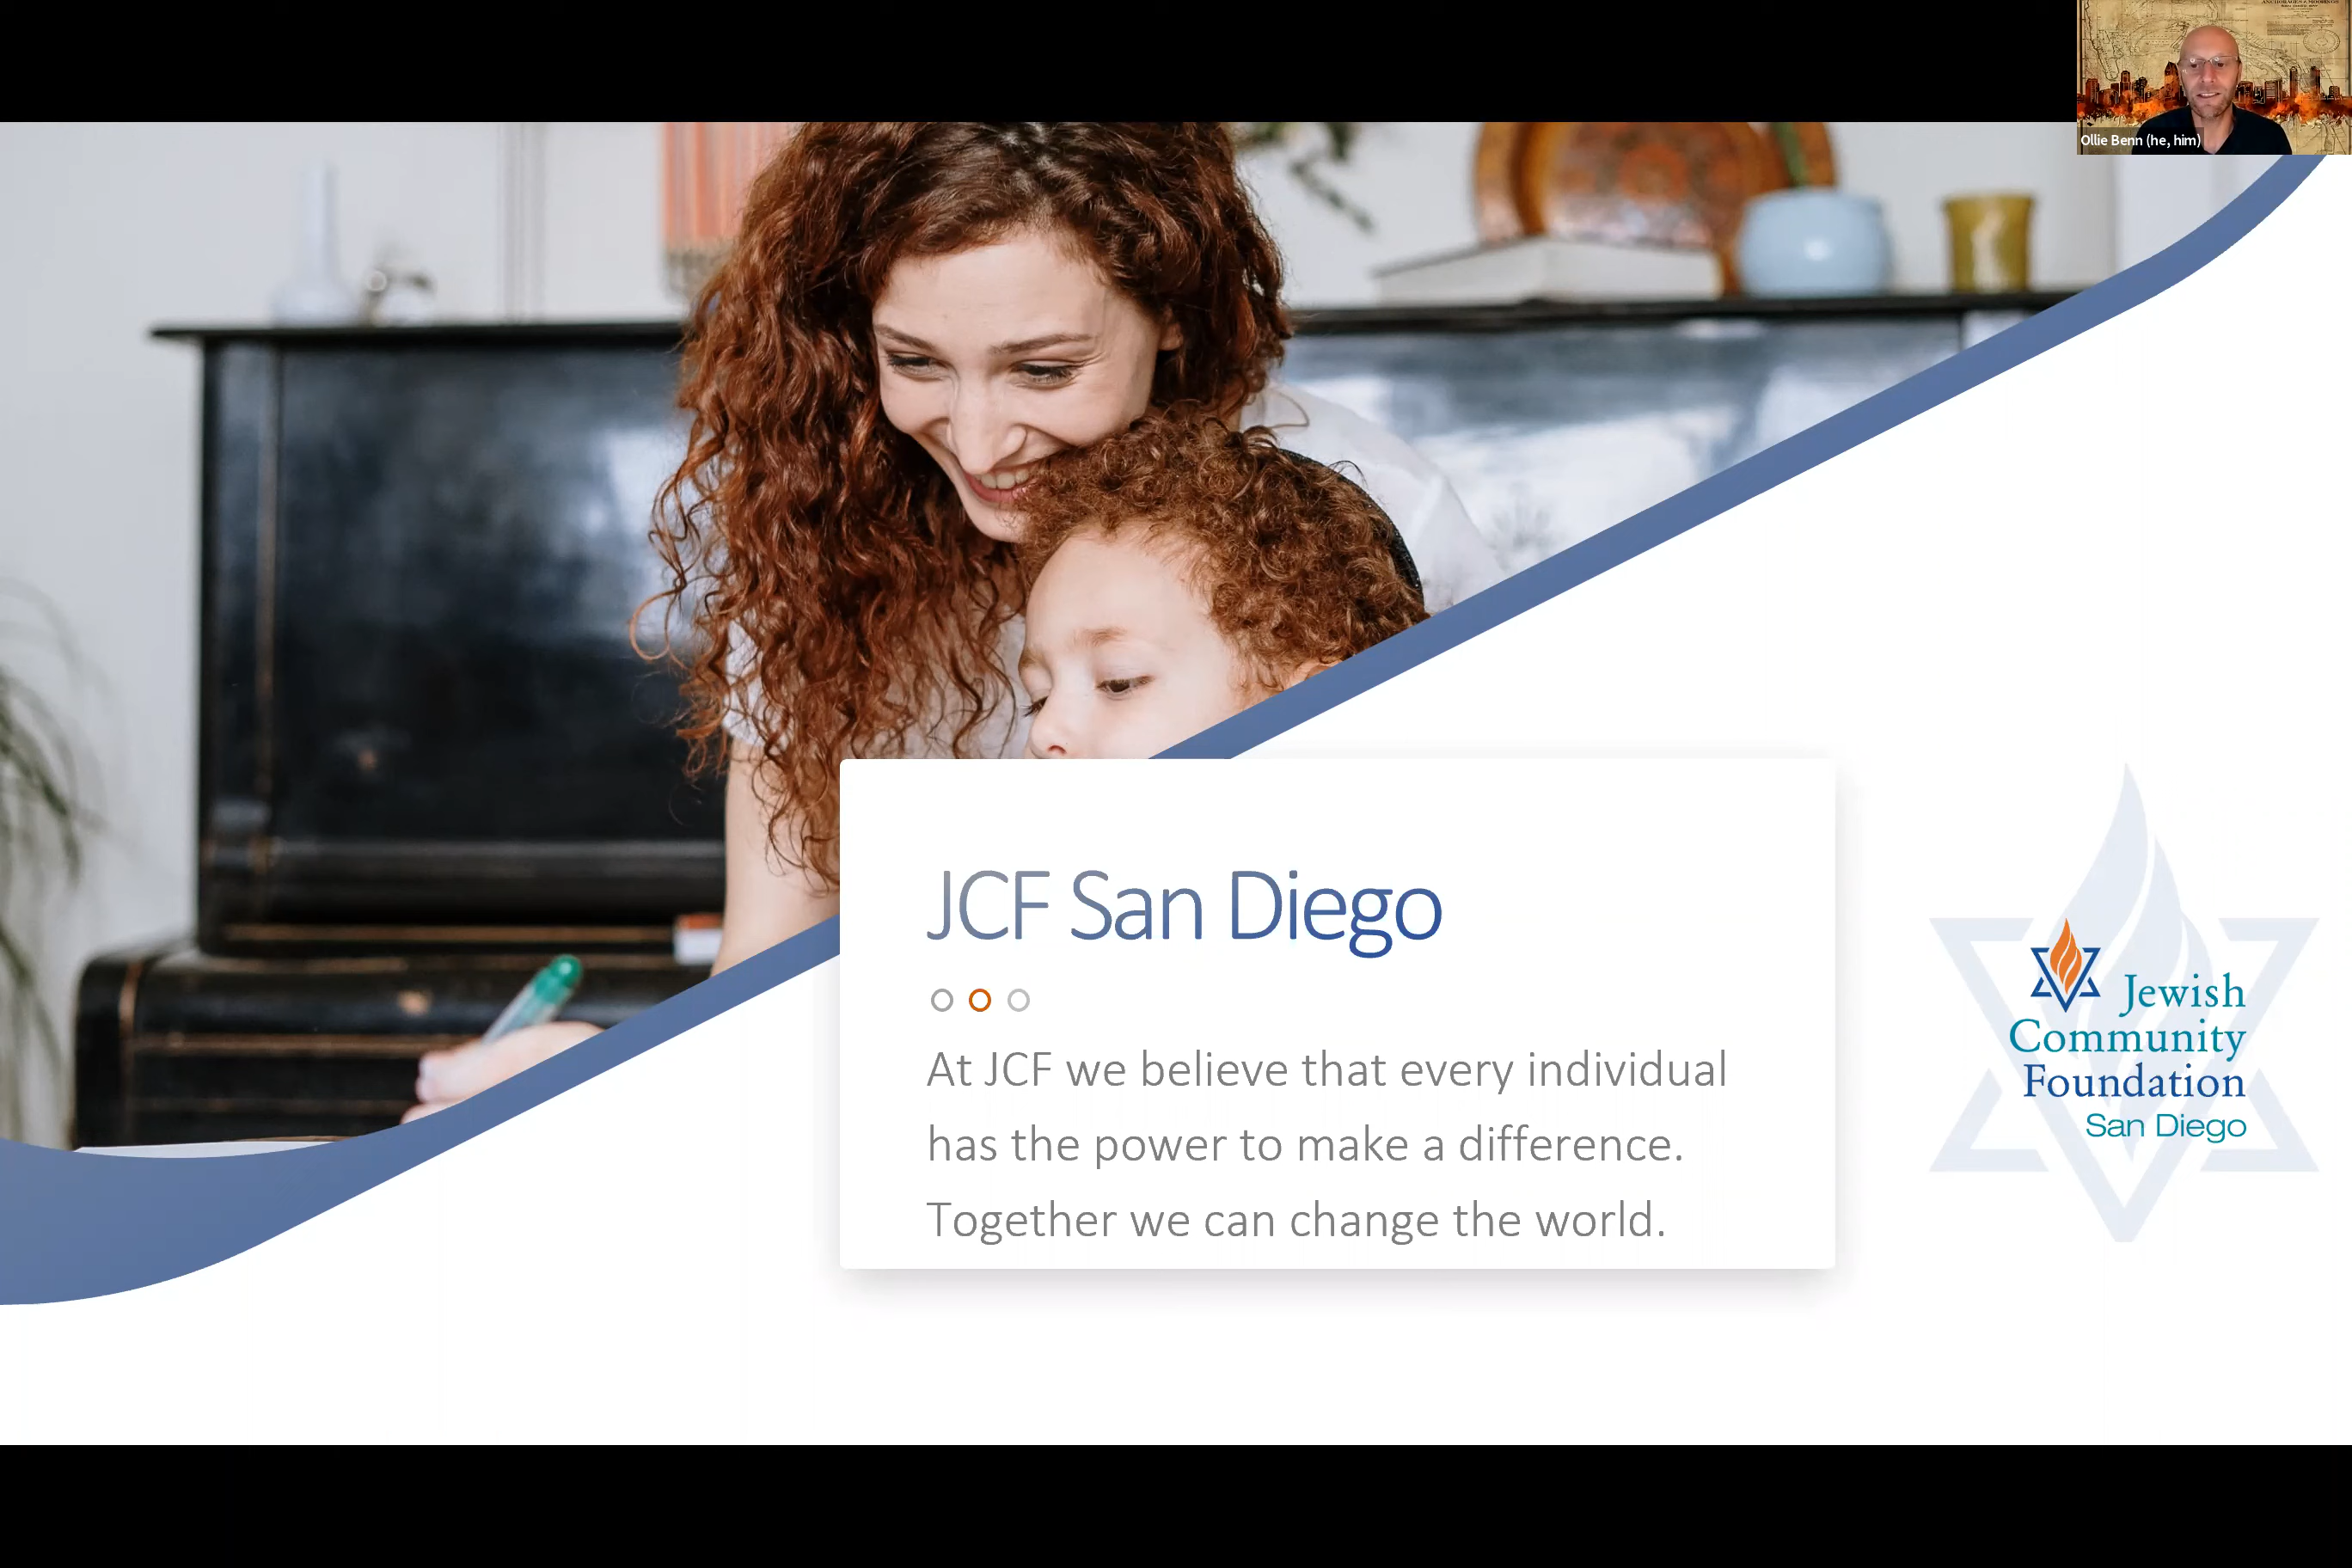 Ollie Benn (he, him)
JCF San Diego
At JCF we believe that every individual
has the power to make a difference.
Together we can change the world.
Jewish
Community
Foundation
San Diego